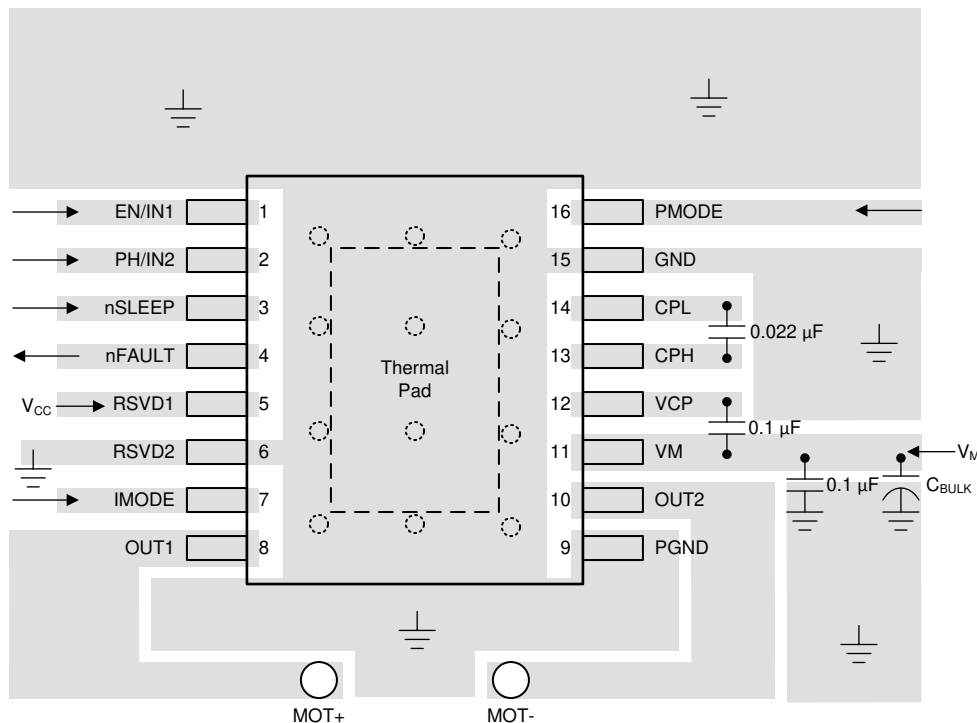 EN/IN1 1 16 PMODE
PH/IN2 2 15 GND
nSLEEP 3 14 CPL
0.022 µF
nFAULT 4 13 CPH
Thermal
Pad
VCC RSVD1 5 12 VCP
0.1 µF
RSVD2 6 11 VM VM
IMODE 7 10 OUT2 0.1 µF CBULK
OUT1 8 9 PGND
MOT+ MOT-